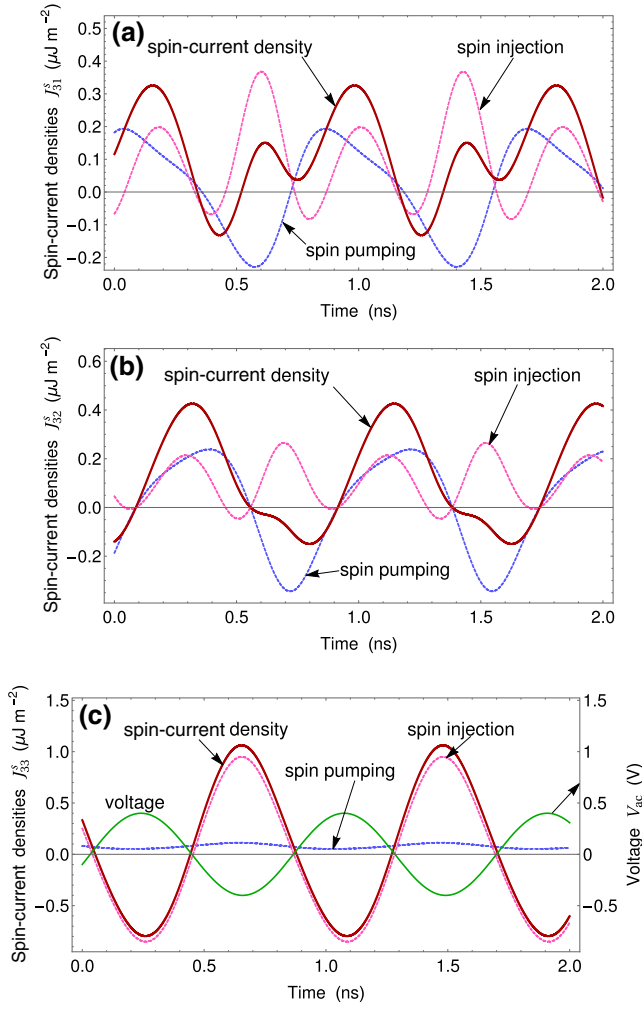 (a)
spin-current density
spin injection
spin pumping
Spin-current densities J^s_31 (μJ m⁻²)
0.5
0.4
0.3
0.2
0.1
0.0
−0.1
−0.2
0.0 0.5 1.0 1.5 2.0
Time (ns)
(b)
spin-current density
spin injection
spin pumping
Spin-current densities J^s_32 (μJ m⁻²)
0.6
0.4
0.2
0.0
−0.2
0.0 0.5 1.0 1.5 2.0
Time (ns)
(c)
spin-current density
spin injection
spin pumping
voltage
Spin-current densities J^s_33 (μJ m⁻²)
1.5
1.0
0.5
0.0
−0.5
1.5
1
0.5
0
−0.5
Voltage V_ac (V)
0.0 0.5 1.0 1.5 2.0
Time (ns)